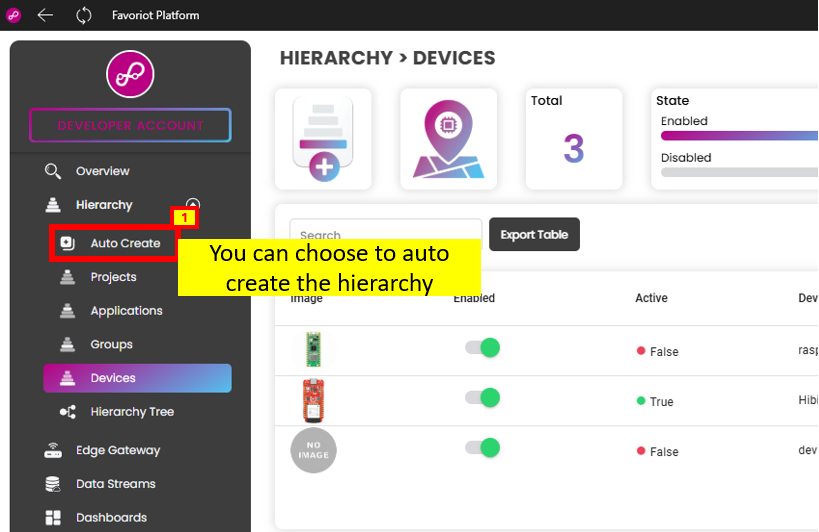 Favoriot Platform
DEVELOPER ACCOUNT
Overview
Hierarchy
1
Auto Create
Projects
Applications
Groups
Devices
Hierarchy Tree
Edge Gateway
Data Streams
Dashboards
HIERARCHY > DEVICES
Total
3
State
Enabled
Disabled
Search
Export Table
You can choose to auto
create the hierarchy
Image Enabled Active Dev
False rasp
True Hibi
NO
IMAGE
False dev